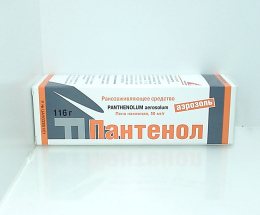 Ранозаживляющее средство
PANTHENOLUM aerosolum
аэрозоль
116 г
П Пантенол